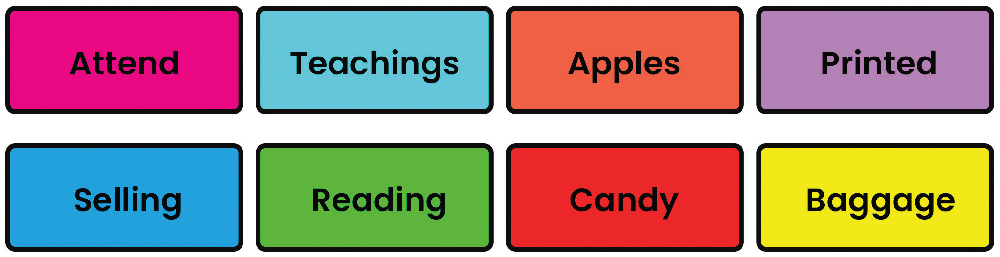 Attend
Teachings
Apples
Printed
Selling
Reading
Candy
Baggage